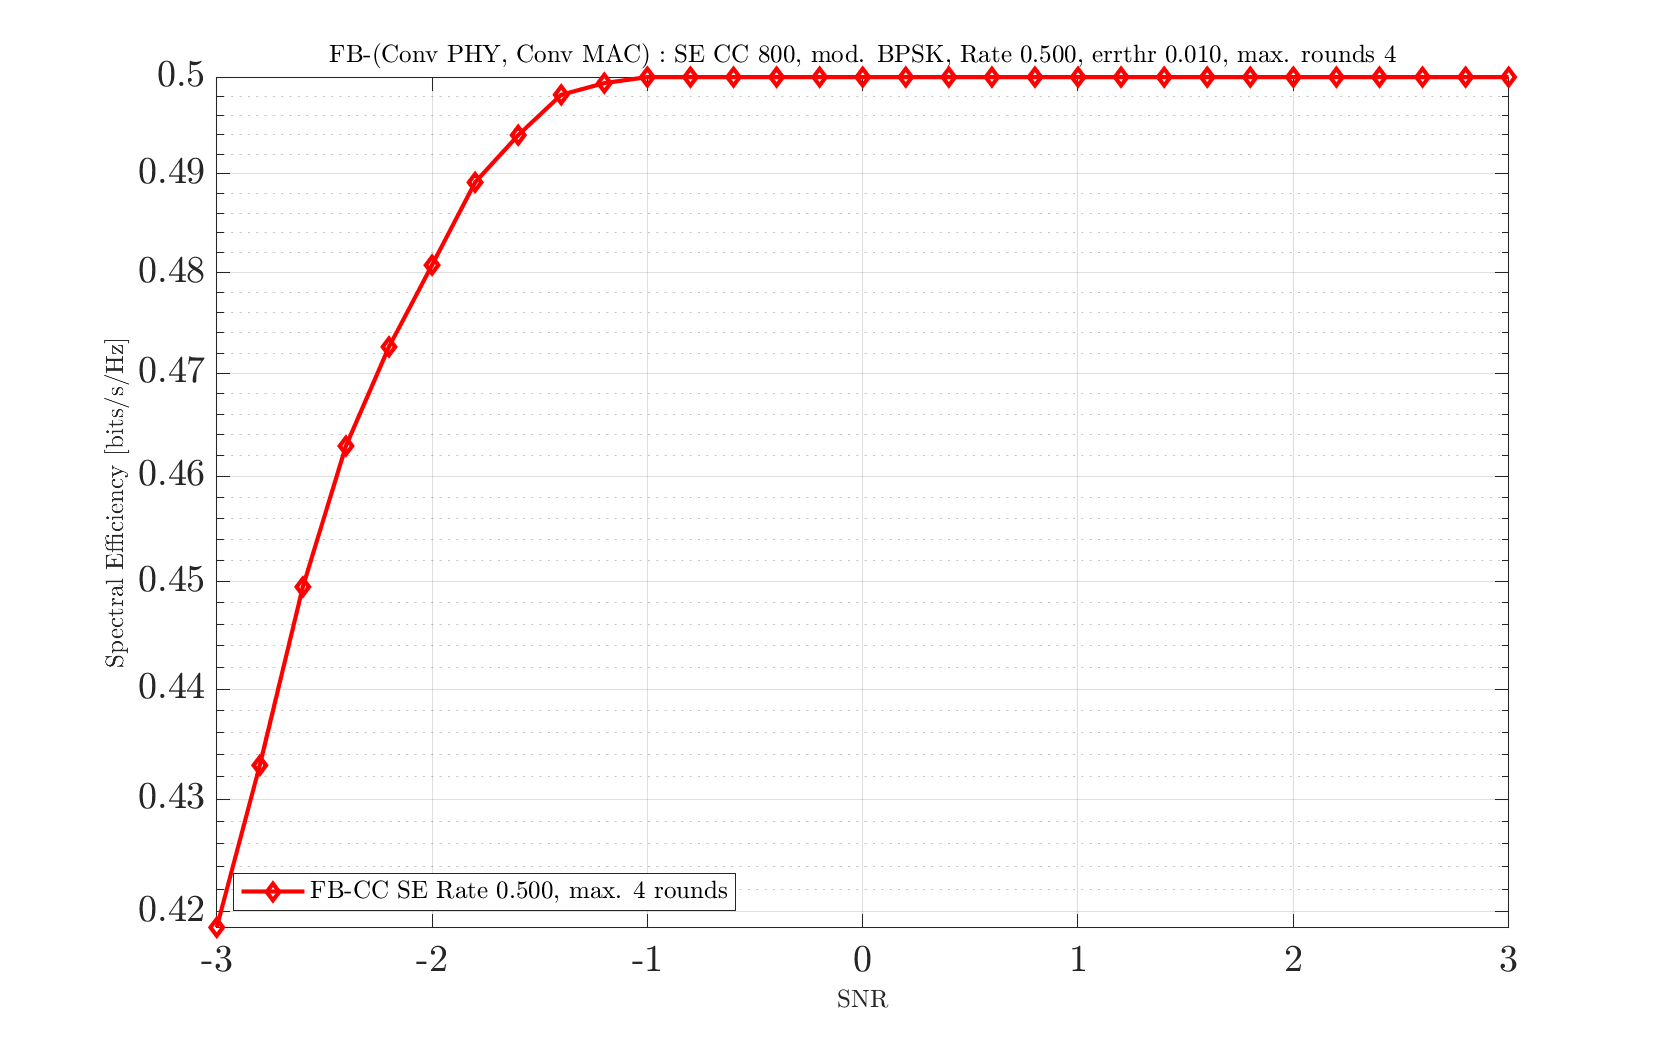 FB-(Conv PHY, Conv MAC) : SE CC 800, mod. BPSK, Rate 0.500, errthr 0.010, max. rounds 4
0.5
0.49
0.48
0.47
0.46
0.45
0.44
0.43
0.42
Spectral Efficiency [bits/s/Hz]
FB-CC SE Rate 0.500, max. 4 rounds
-3 -2 -1 0 1 2 3
SNR